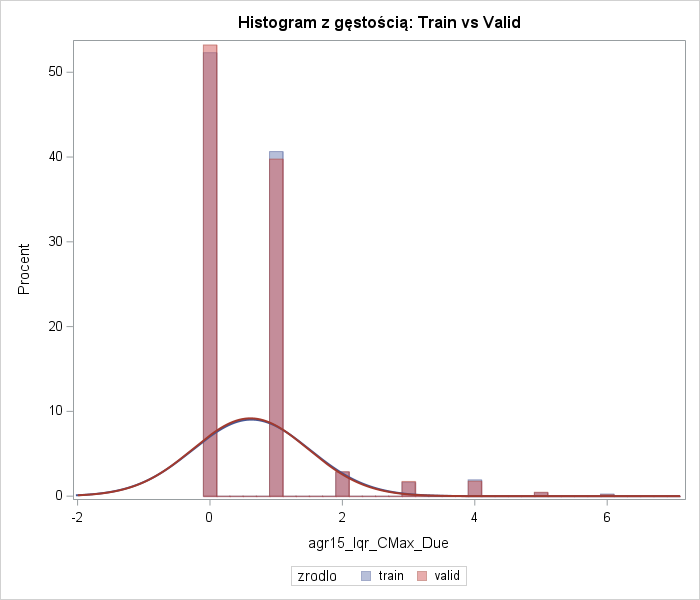 Histogram z gęstością: Train vs Valid
Procent
50
40
30
20
10
0
-2
0
2
4
6
agr15_Iqr_CMax_Due
zrodlo train valid